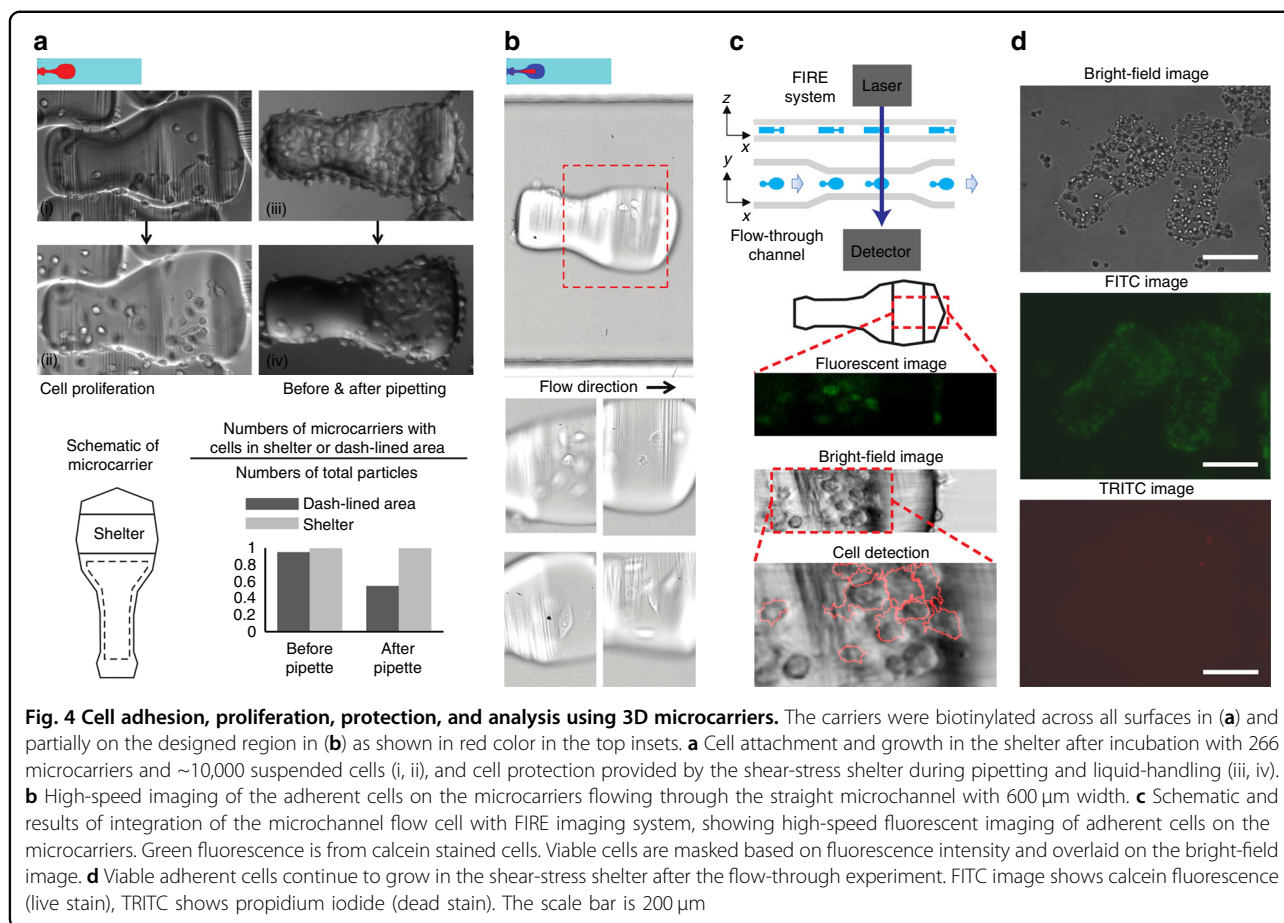 a
(i)
(iii)
(ii)
(iv)
Cell proliferation
Before & after pipetting
Schematic of
microcarrier
Shelter
Numbers of microcarriers with
cells in shelter or dash-lined area
Numbers of total particles
Dash-lined area
Shelter
1
0.8
0.6
0.4
0.2
0
Before
pipette
After
pipette
b
Flow direction
c
FIRE
system
Laser
z
x
y
x
Flow-through
channel
Detector
Fluorescent image
Bright-field image
Cell detection
d
Bright-field image
FITC image
TRITC image
Fig. 4 Cell adhesion, proliferation, protection, and analysis using 3D microcarriers. The carriers were biotinylated across all surfaces in (a) and
partially on the designed region in (b) as shown in red color in the top insets. a Cell attachment and growth in the shelter after incubation with 266
microcarriers and ~10,000 suspended cells (i, ii), and cell protection provided by the shear-stress shelter during pipetting and liquid-handling (iii, iv).
b High-speed imaging of the adherent cells on the microcarriers flowing through the straight microchannel with 600 μm width. c Schematic and
results of integration of the microchannel flow cell with FIRE imaging system, showing high-speed fluorescent imaging of adherent cells on the
microcarriers. Green fluorescence is from calcein stained cells. Viable cells are masked based on fluorescence intensity and overlaid on the bright-field
image. d Viable adherent cells continue to grow in the shear-stress shelter after the flow-through experiment. FITC image shows calcein fluorescence
(live stain), TRITC shows propidium iodide (dead stain). The scale bar is 200 μm